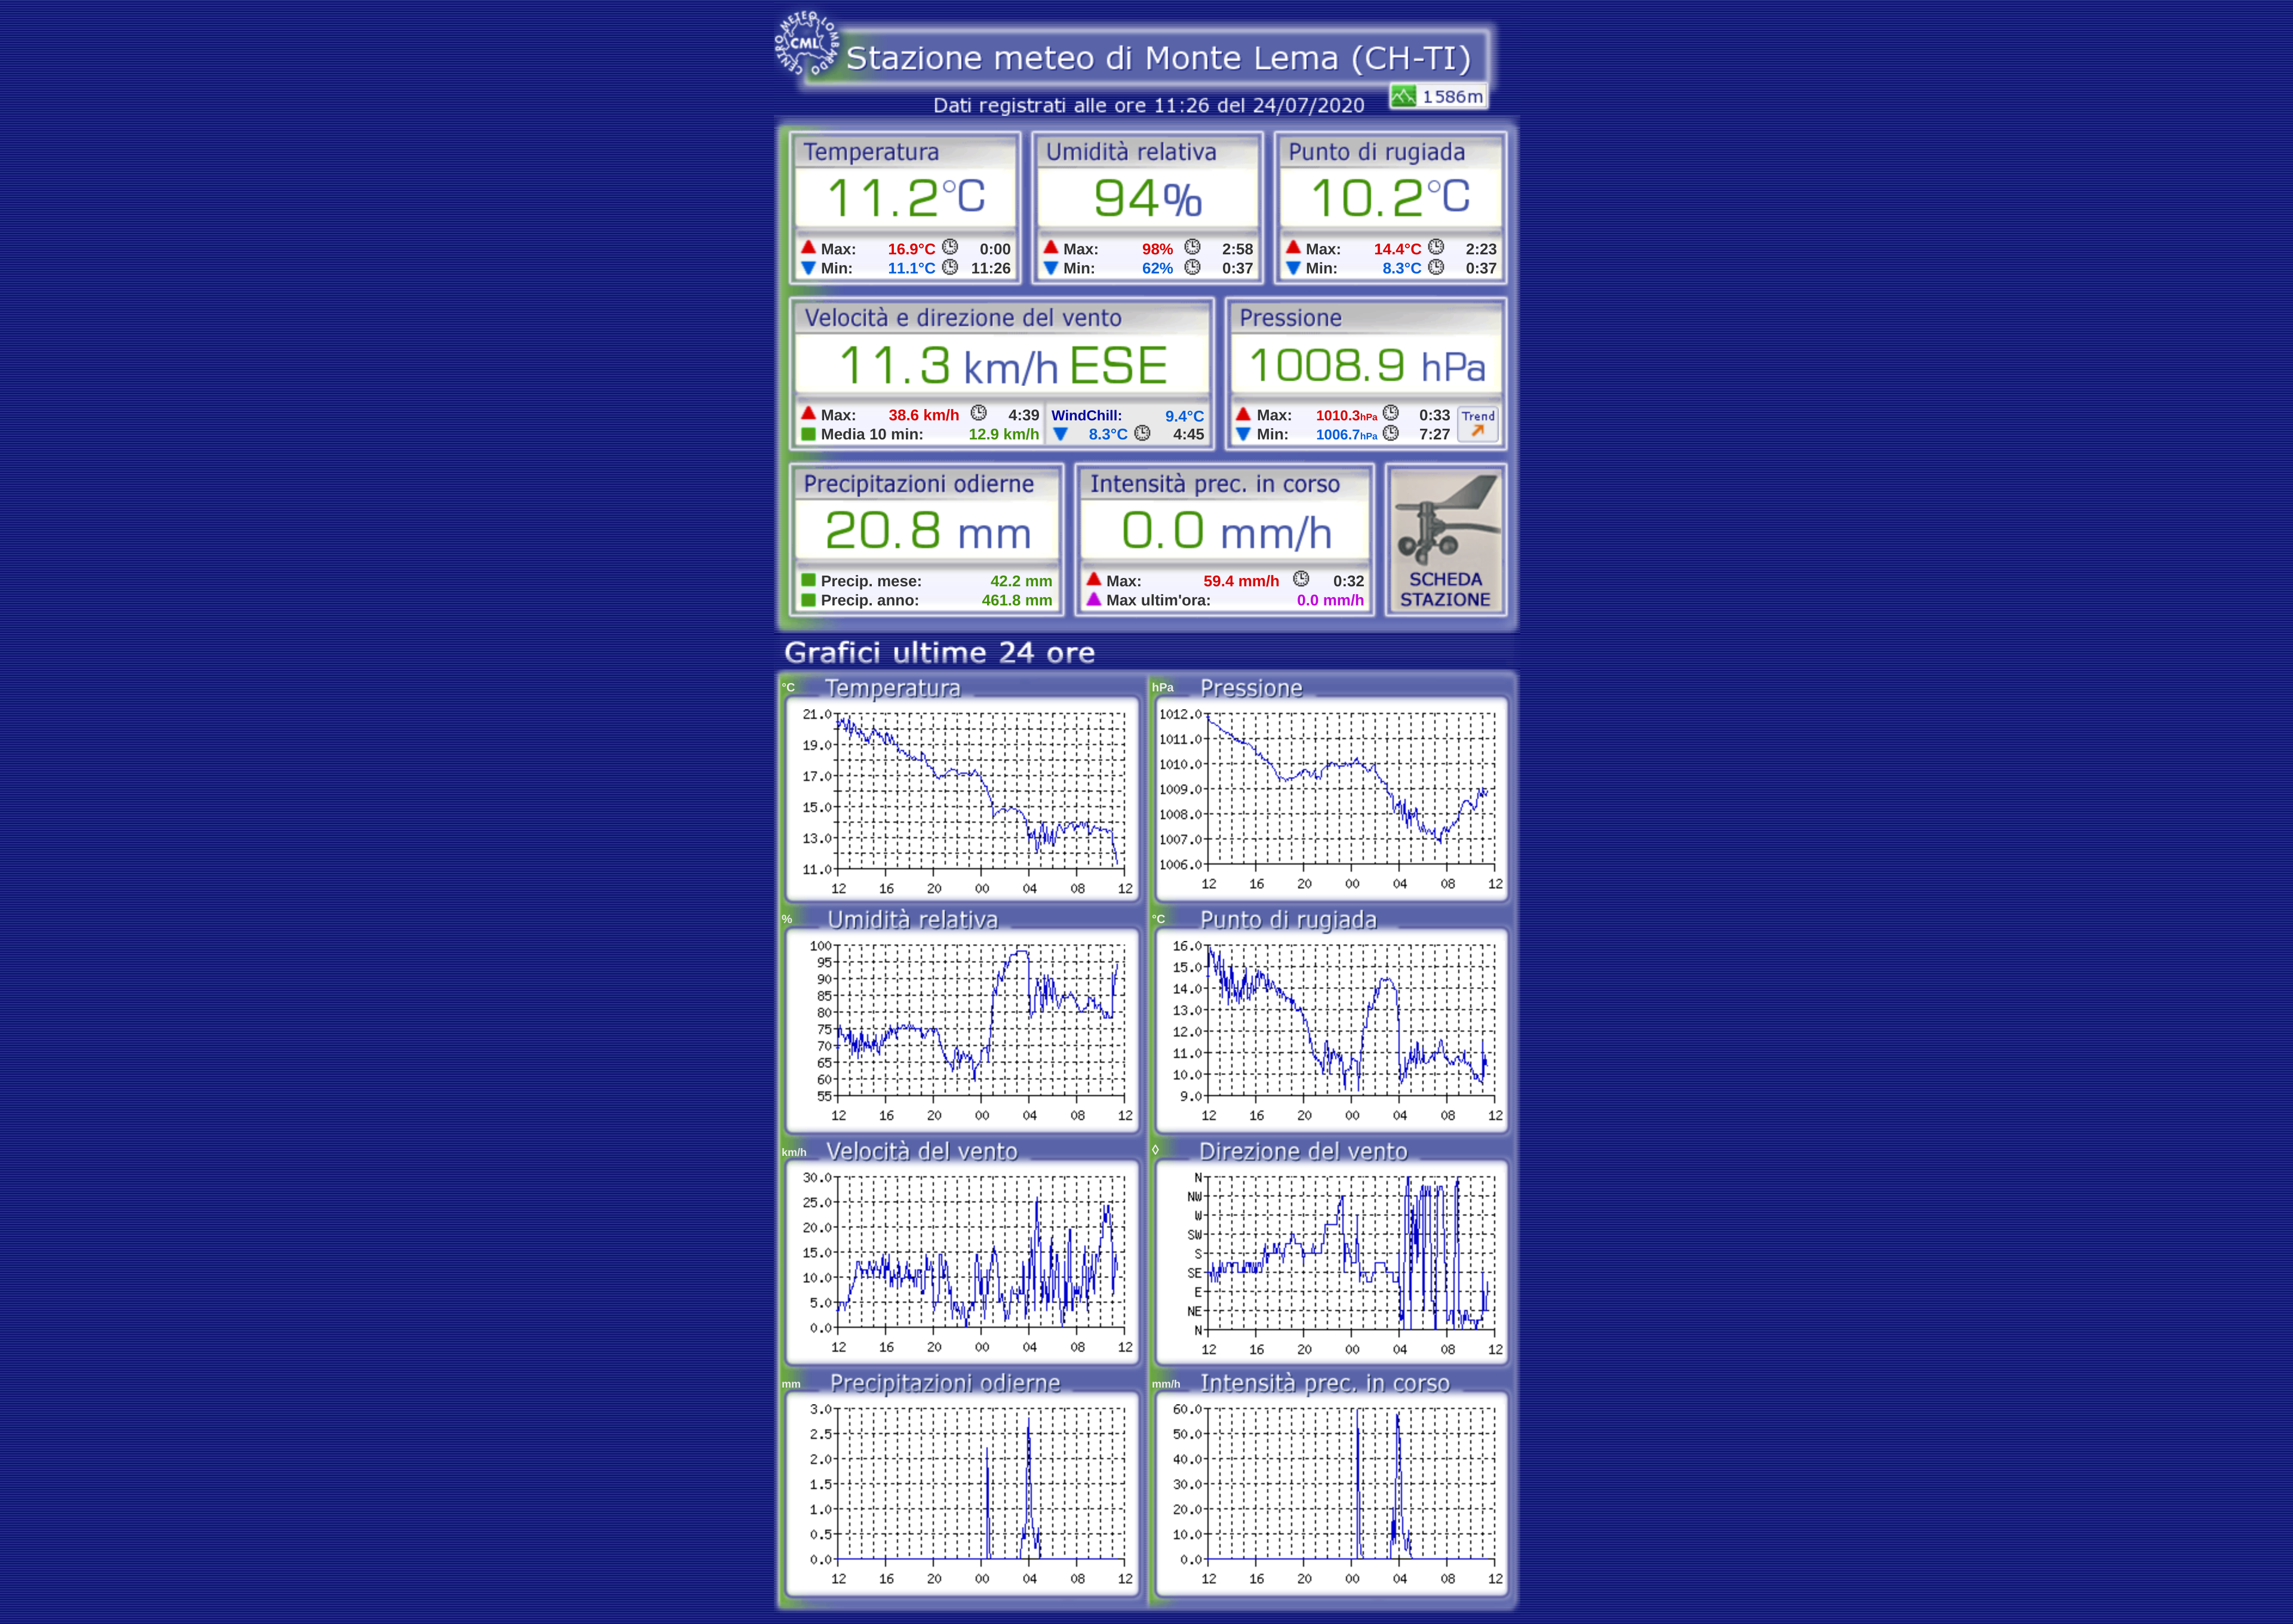 CENTRO METEO LOMBARDO
CML
Stazione meteo di Monte Lema (CH-TI)
1586m
Dati registrati alle ore 11:26 del 24/07/2020
Temperatura
11.2°C
Max: 16.9°C 0:00
Min: 11.1°C 11:26
Umidità relativa
94%
Max: 98% 2:58
Min: 62% 0:37
Punto di rugiada
10.2°C
Max: 14.4°C 2:23
Min: 8.3°C 0:37
Velocità e direzione del vento
11.3 km/h ESE
Max: 38.6 km/h 4:39
Media 10 min: 12.9 km/h
WindChill: 9.4°C
8.3°C 4:45
Pressione
1008.9 hPa
Max: 1010.3hPa 0:33
Min: 1006.7hPa 7:27
Trend
Precipitazioni odierne
20.8 mm
Precip. mese: 42.2 mm
Precip. anno: 461.8 mm
Intensità prec. in corso
0.0 mm/h
Max: 59.4 mm/h 0:32
Max ultim'ora: 0.0 mm/h
SCHEDA
STAZIONE
Grafici ultime 24 ore
°C Temperatura
21.0
19.0
17.0
15.0
13.0
11.0
12 16 20 00 04 08 12
hPa Pressione
1012.0
1011.0
1010.0
1009.0
1008.0
1007.0
1006.0
12 16 20 00 04 08 12
% Umidità relativa
100
95
90
85
80
75
70
65
60
55
12 16 20 00 04 08 12
°C Punto di rugiada
16.0
15.0
14.0
13.0
12.0
11.0
10.0
9.0
12 16 20 00 04 08 12
km/h Velocità del vento
30.0
25.0
20.0
15.0
10.0
5.0
0.0
12 16 20 00 04 08 12
◊ Direzione del vento
N
NW
W
SW
S
SE
E
NE
N
12 16 20 00 04 08 12
mm Precipitazioni odierne
3.0
2.5
2.0
1.5
1.0
0.5
0.0
12 16 20 00 04 08 12
mm/h Intensità prec. in corso
60.0
50.0
40.0
30.0
20.0
10.0
0.0
12 16 20 00 04 08 12